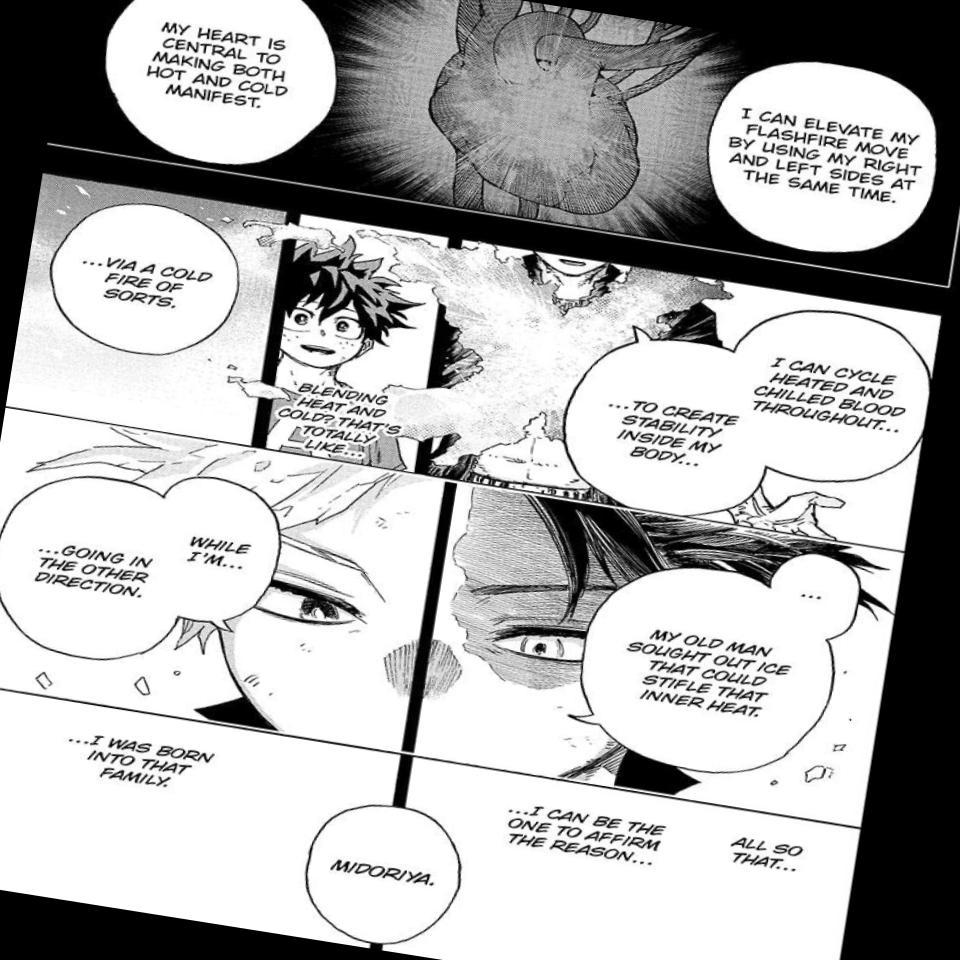 I CAN ELEVATE MY
FLASHFIRE MOVE
BY USING MY RIGHT
AND LEFT SIDES AT
THE SAME TIME.
MY HEART IS
CENTRAL TO
MAKING BOTH
HOT AND COLD
MANIFEST.
I CAN CYCLE
HEATED AND
CHILLED BLOOD
THROUGHOUT...
...TO CREATE
STABILITY
INSIDE MY
BODY...
BLENDING
HEAT AND
COLD? THAT'S
TOTALLY
LIKE...
...VIA A COLD
FIRE OF
SORTS.
...
MY OLD MAN
SOUGHT OUT ICE
THAT COULD
STIFLE THAT
INNER HEAT.
WHILE
I'M...
...GOING IN
THE OTHER
DIRECTION.
ALL SO
THAT...
...I CAN BE THE
ONE TO AFFIRM
THE REASON...
MIDORIYA.
...I WAS BORN
INTO THAT
FAMILY.